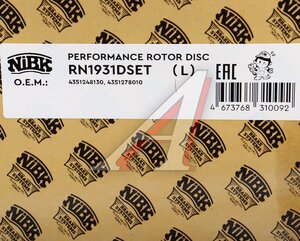 NiBK
PERFORMANCE ROTOR DISC
RN1931DSET (L)
EAC
O.E.M.:
4351248130, 4351278010
4 673768 310092